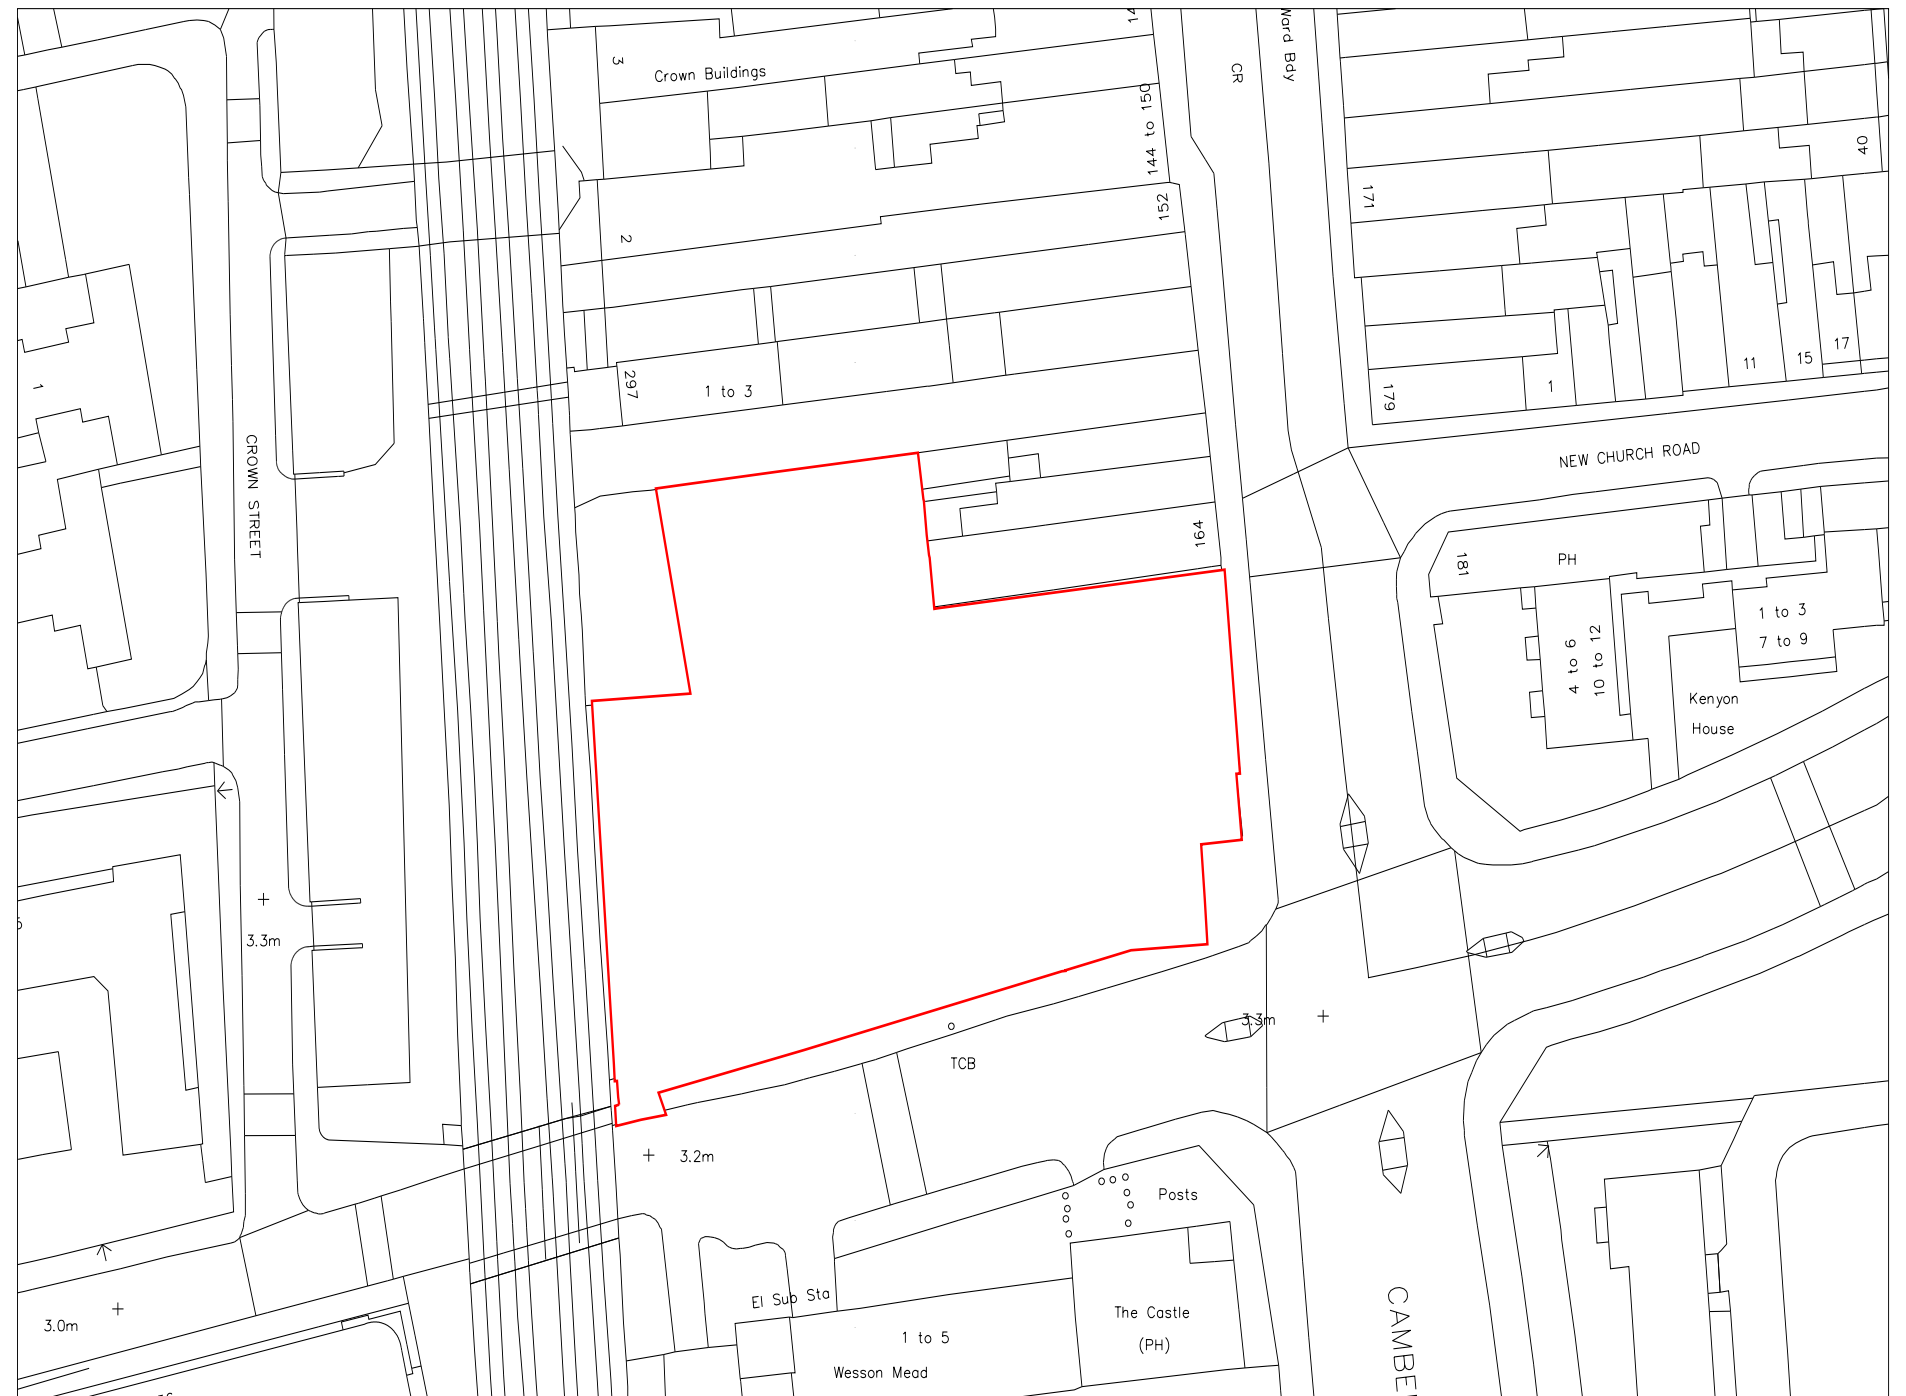 3
Crown Buildings
144 to 150
CR
Ward Bdy
40
171
152
2
297
1 to 3
179
1
11
15
17
1
CROWN STREET
NEW CHURCH ROAD
164
181
PH
1 to 3
7 to 9
4 to 6
10 to 12
Kenyon
House
3.3m
3.3m
TCB
3.2m
Posts
El Sub Sta
The Castle
(PH)
1 to 5
Wesson Mead
3.0m
CAMBE